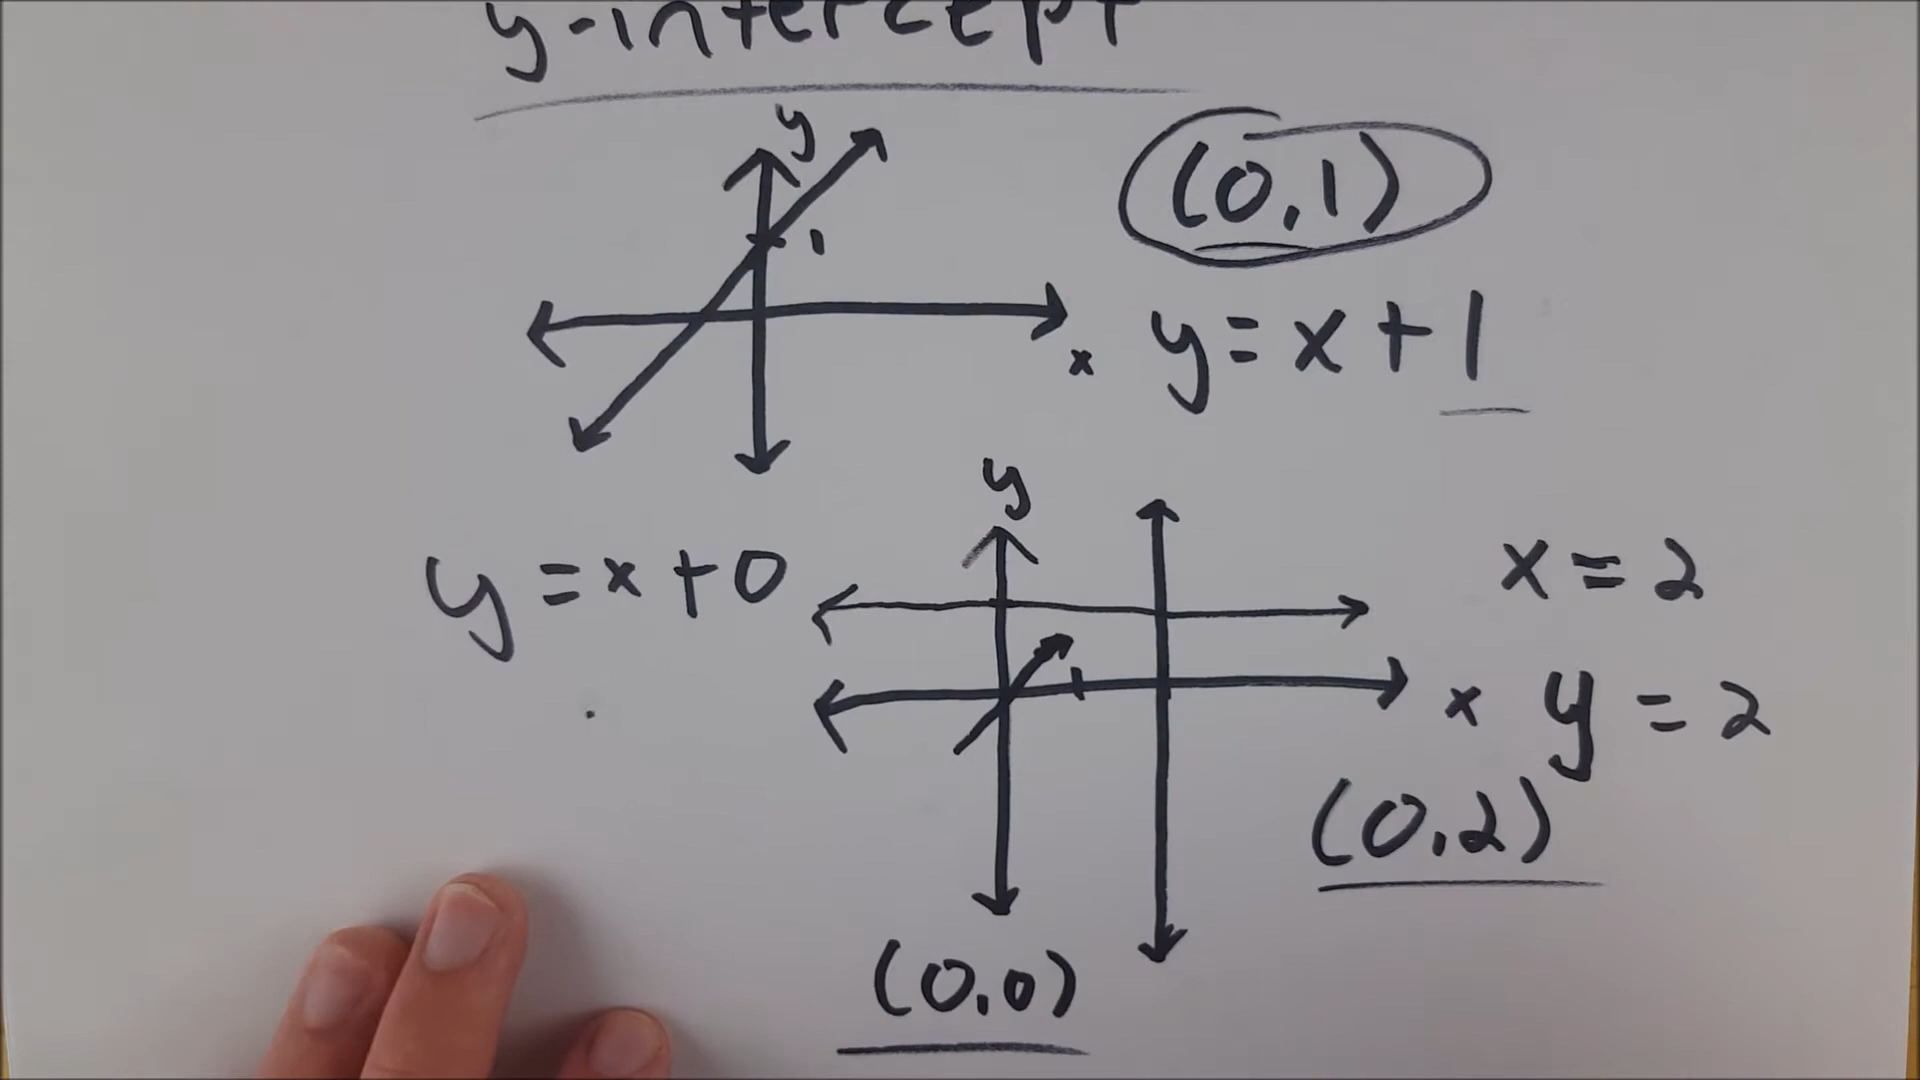 y-intercept
y
1
(0,1)
x
y=x+1
y
y=x+0
x=2
x
y=2
(0,2)
(0,0)